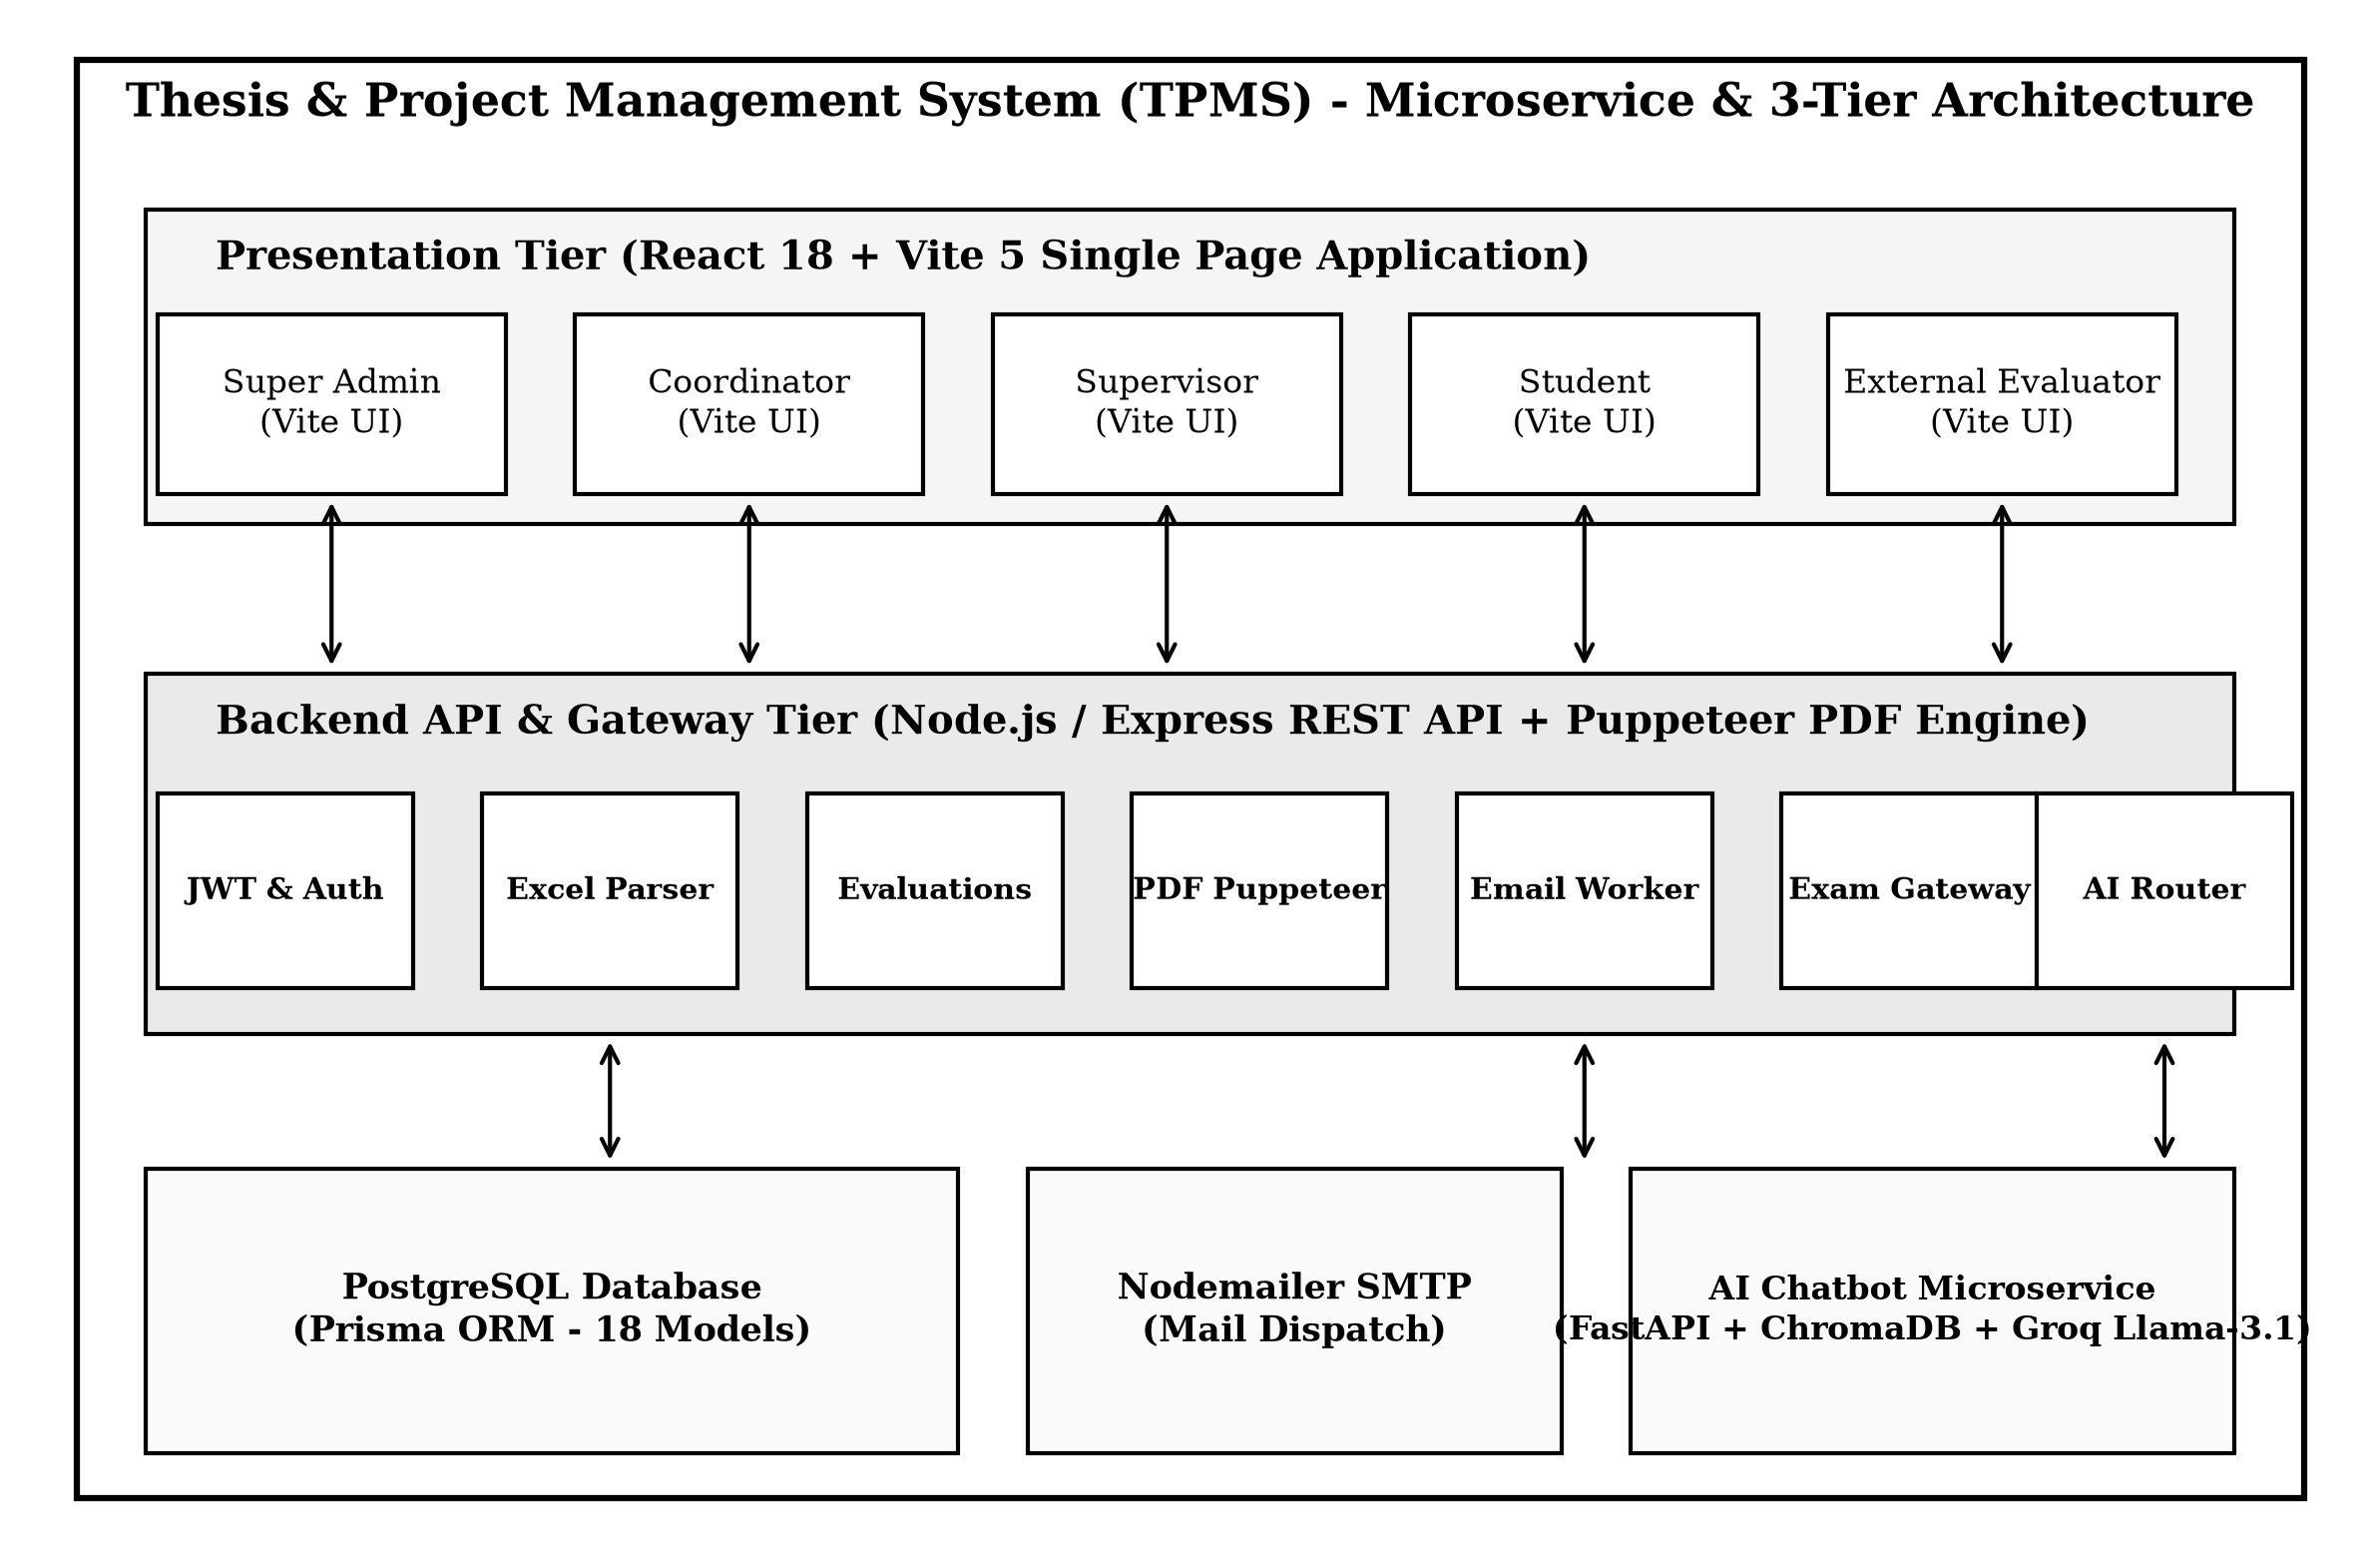 Thesis & Project Management System (TPMS) - Microservice & 3-Tier Architecture
Presentation Tier (React 18 + Vite 5 Single Page Application)
Super Admin
(Vite UI)
Coordinator
(Vite UI)
Supervisor
(Vite UI)
Student
(Vite UI)
External Evaluator
(Vite UI)
Backend API & Gateway Tier (Node.js / Express REST API + Puppeteer PDF Engine)
JWT & Auth
Excel Parser
Evaluations
PDF Puppeteer
Email Worker
Exam Gateway
AI Router
PostgreSQL Database
(Prisma ORM - 18 Models)
Nodemailer SMTP
(Mail Dispatch)
AI Chatbot Microservice
(FastAPI + ChromaDB + Groq Llama-3.1)